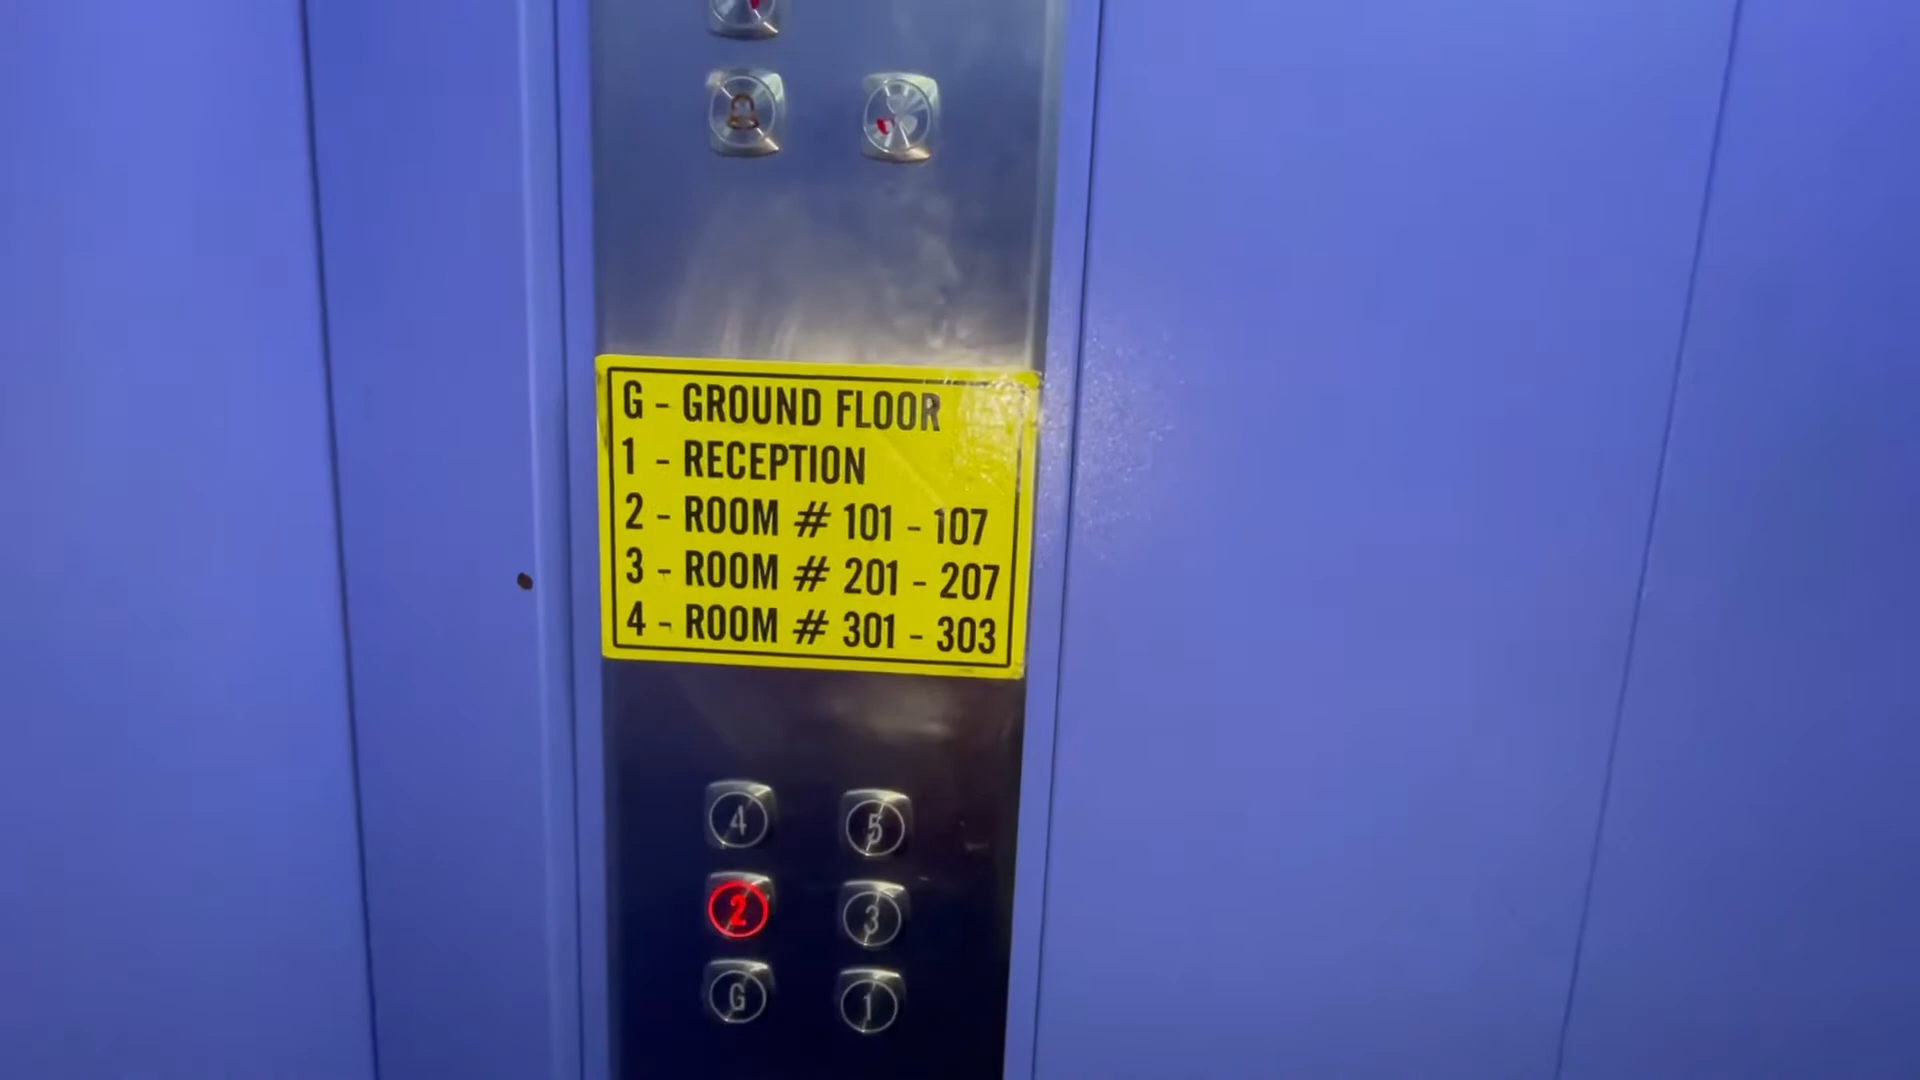 G - GROUND FLOOR
1 - RECEPTION
2 - ROOM # 101 - 107
3 - ROOM # 201 - 207
4 - ROOM # 301 - 303
4 5
2 3
G 1